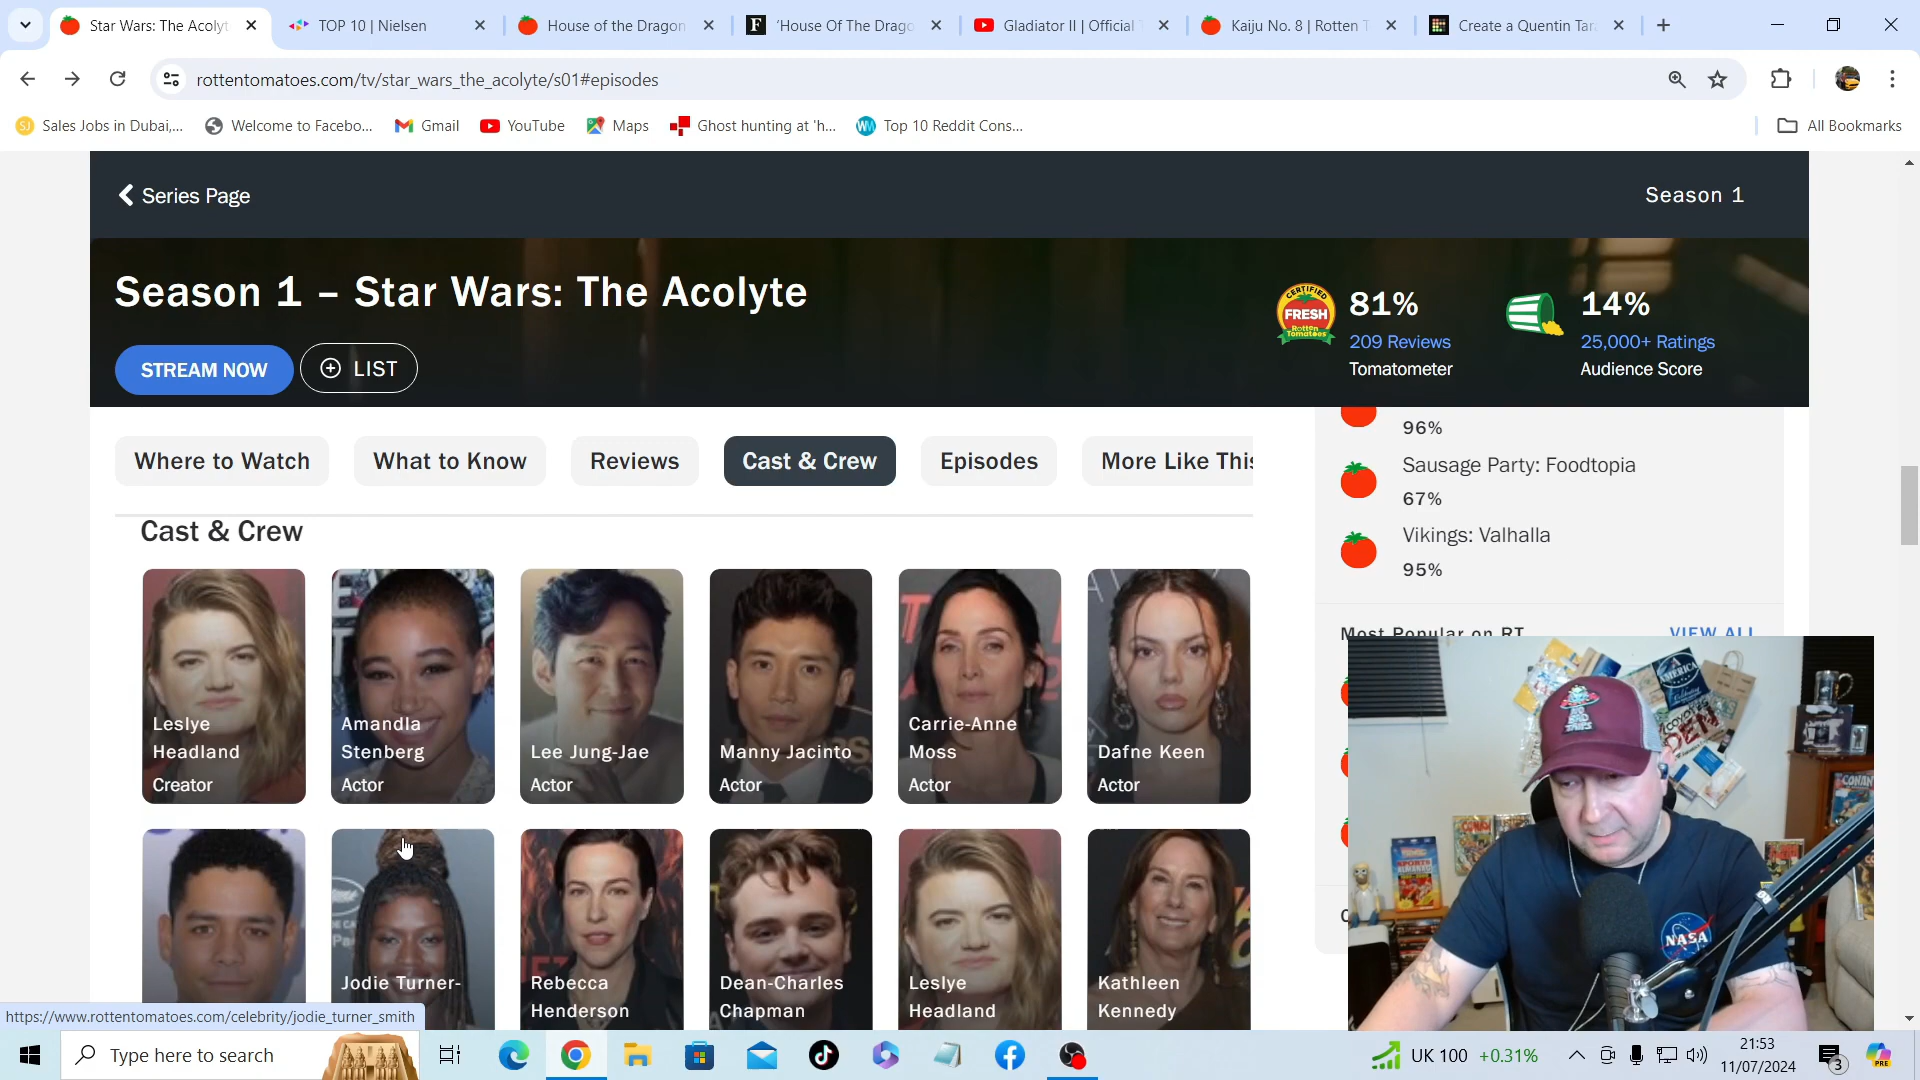 Star Wars: The Acolyt
TOP 10 | Nielsen
House of the Dragon
'House Of The Drago
Gladiator II | Official
Kaiju No. 8 | Rotten T
Create a Quentin Tar
rottentomatoes.com/tv/star_wars_the_acolyte/s01#episodes
Sales Jobs in Dubai,...
Welcome to Facebo...
Gmail
YouTube
Maps
Ghost hunting at 'h...
Top 10 Reddit Cons...
All Bookmarks
Series Page
Season 1
Season 1 – Star Wars: The Acolyte
CERTIFIED
FRESH
Rotten
Tomatoes
81%
209 Reviews
Tomatometer
14%
25,000+ Ratings
Audience Score
STREAM NOW
LIST
Where to Watch
What to Know
Reviews
Cast & Crew
Episodes
More Like This
96%
Sausage Party: Foodtopia
67%
Vikings: Valhalla
95%
Most Popular on RT
VIEW ALL
Cast & Crew
Leslye
Headland
Creator
Amandla
Stenberg
Actor
Lee Jung-Jae
Actor
Manny Jacinto
Actor
Carrie-Anne
Moss
Actor
Dafne Keen
Actor
Jodie Turner-
Rebecca
Henderson
Dean-Charles
Chapman
Leslye
Headland
Kathleen
Kennedy
NASA
CONAN
https://www.rottentomatoes.com/celebrity/jodie_turner_smith
Type here to search
UK 100 +0.31%
21:53
11/07/2024
3
PRE